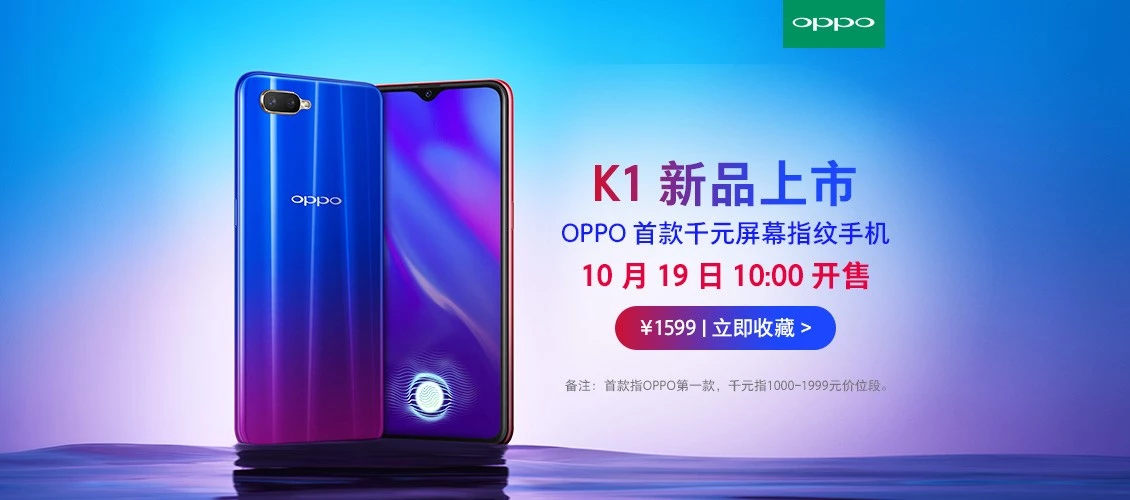 OPPO
OPPO
K1 新品上市
OPPO 首款千元屏幕指纹手机
10 月 19 日 10:00 开售
¥1599 | 立即收藏 >
备注：首款指OPPO第一款，千元指1000-1999元价位段。